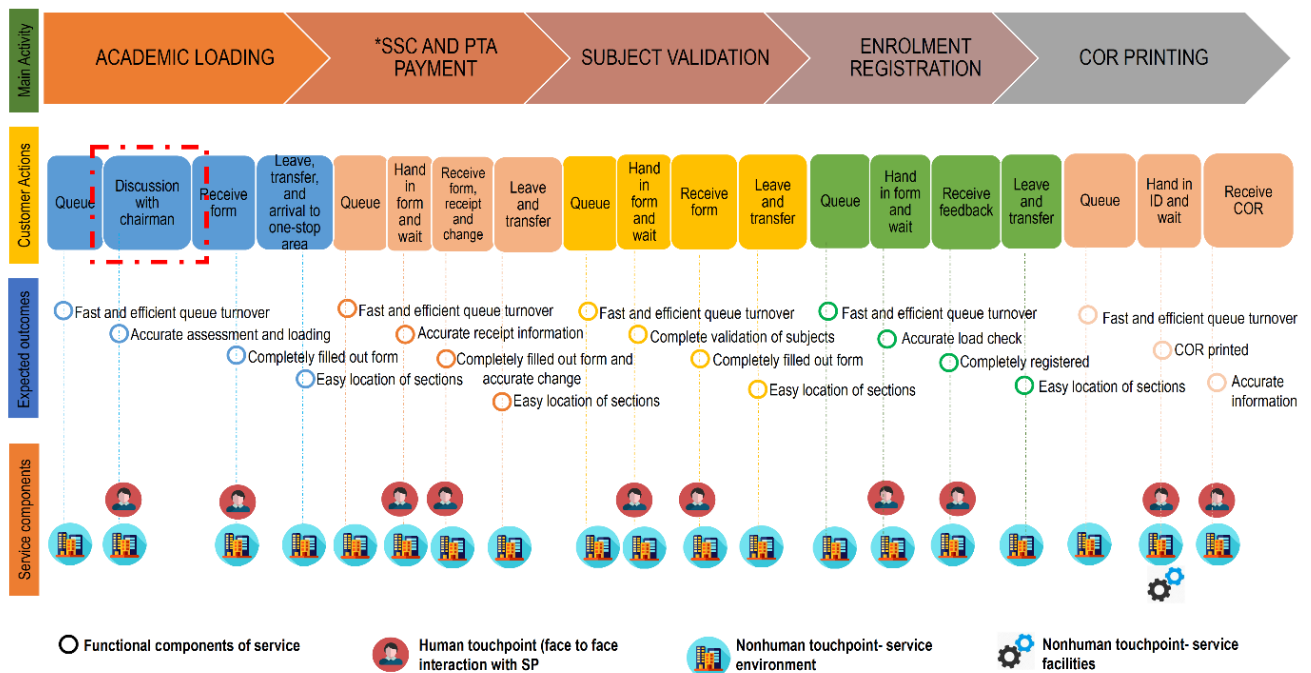 Main Activity
ACADEMIC LOADING
*SSC AND PTA
PAYMENT
SUBJECT VALIDATION
ENROLMENT
REGISTRATION
COR PRINTING
Customer Actions
Queue
Discussion
with
chairman
Receive
form
Leave,
transfer,
and
arrival to
one-stop
area
Queue
Hand
in
form
and
wait
Receive
form,
receipt
and
change
Leave
and
transfer
Queue
Hand
in
form
and
wait
Receive
form
Leave
and
transfer
Queue
Hand
in
form
and
wait
Receive
feedback
Leave
and
transfer
Queue
Hand in
ID and
wait
Receive
COR
Expected outcomes
Fast and efficient queue turnover
Accurate assessment and loading
Completely filled out form
Easy location of sections
Fast and efficient queue turnover
Accurate receipt information
Completely filled out form and
accurate change
Easy location of sections
Fast and efficient queue turnover
Complete validation of subjects
Completely filled out form
Easy location of sections
Fast and efficient queue turnover
Accurate load check
Completely registered
Easy location of sections
Fast and efficient queue turnover
COR printed
Accurate
information
Service components
Functional components of service
Human touchpoint (face to face
interaction with SP
Nonhuman touchpoint- service
environment
Nonhuman touchpoint- service
facilities